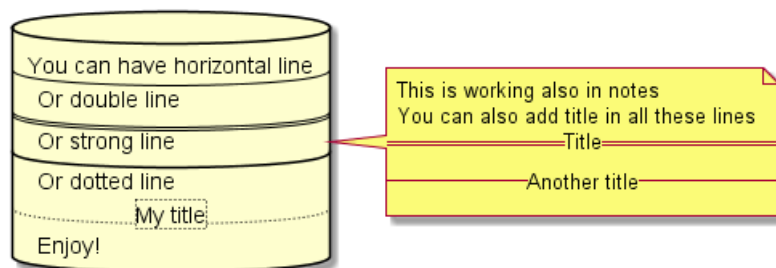 You can have horizontal line
Or double line
Or strong line
Or dotted line
My title
Enjoy!
This is working also in notes
You can also add title in all these lines
Title
Another title